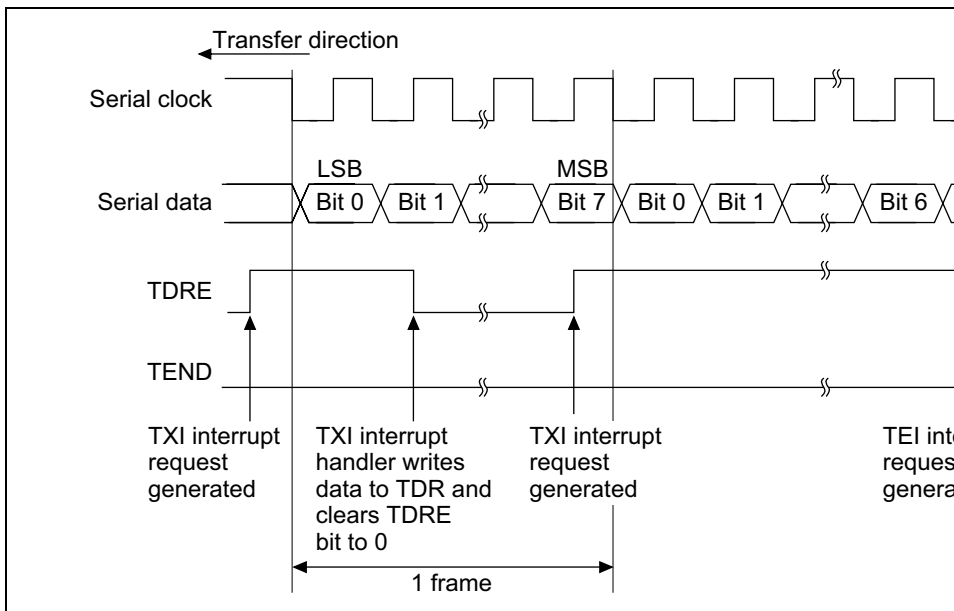 Transfer direction
Serial clock
LSB
MSB
Serial data
Bit 0
Bit 1
Bit 7
Bit 0
Bit 1
Bit 6
TDRE
TEND
TXI interrupt
request
generated
TXI interrupt
handler writes
data to TDR and
clears TDRE
bit to 0
TXI interrupt
request
generated
TEI
1 frame